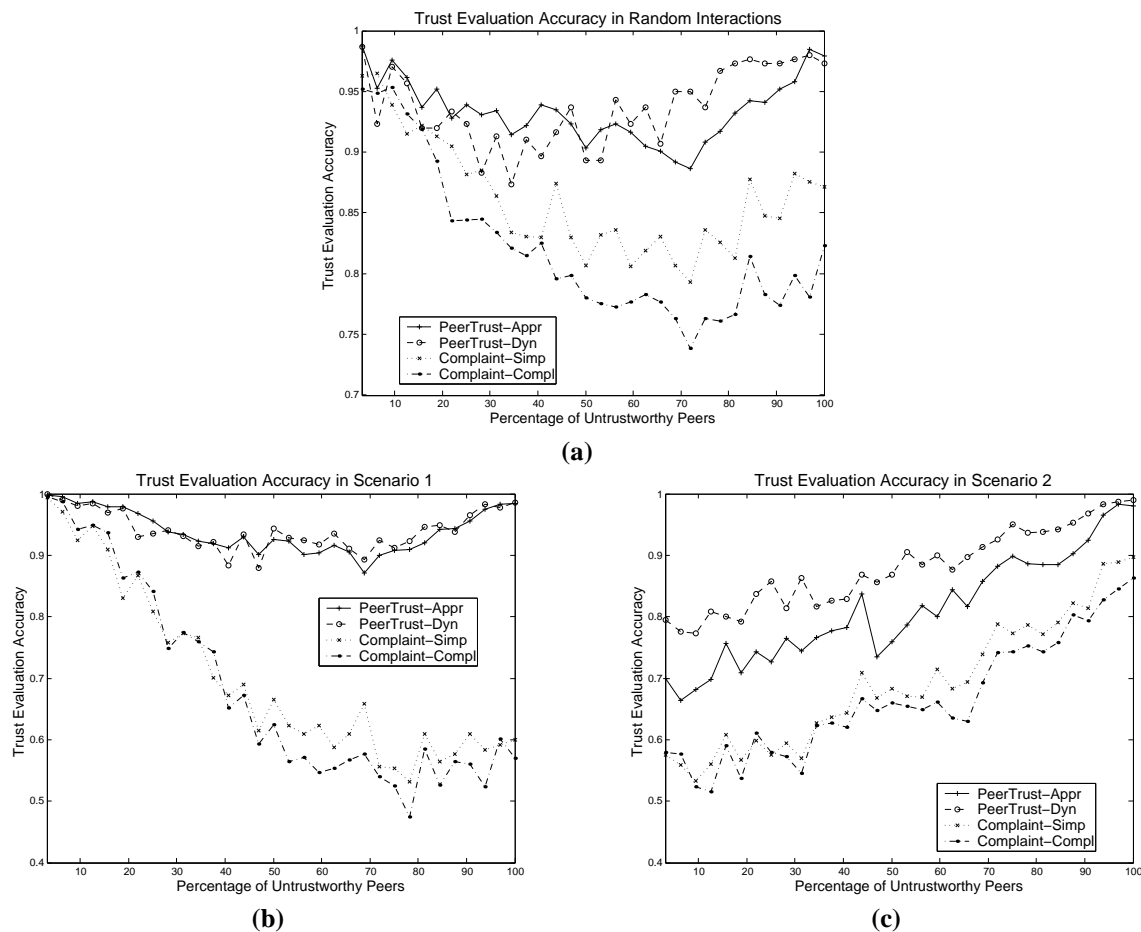 Trust Evaluation Accuracy in Random Interactions
1
0.95
0.9
0.85
0.8
0.75
0.7
Trust Evaluation Accuracy
PeerTrust−Appr
PeerTrust−Dyn
Complaint−Simp
Complaint−Compl
10 20 30 40 50 60 70 80 90 100
Percentage of Untrustworthy Peers
(a)
Trust Evaluation Accuracy in Scenario 1
1
0.9
0.8
0.7
0.6
0.5
0.4
Trust Evaluation Accuracy
PeerTrust−Appr
PeerTrust−Dyn
Complaint−Simp
Complaint−Compl
10 20 30 40 50 60 70 80 90 100
Percentage of Untrustworthy Peers
(b)
Trust Evaluation Accuracy in Scenario 2
1
0.9
0.8
0.7
0.6
0.5
0.4
Trust Evaluation Accuracy
PeerTrust−Appr
PeerTrust−Dyn
Complaint−Simp
Complaint−Compl
10 20 30 40 50 60 70 80 90 100
Percentage of Untrustworthy Peers
(c)